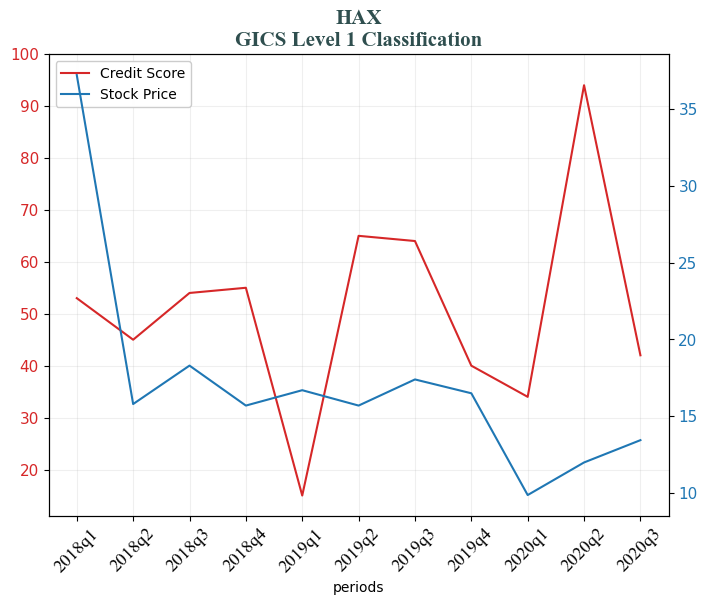 HAX
GICS Level 1 Classification
Credit Score
Stock Price
100
90
80
70
60
50
40
30
20
35
30
25
20
15
10
2018q1
2018q2
2018q3
2018q4
2019q1
2019q2
2019q3
2019q4
2020q1
2020q2
2020q3
periods